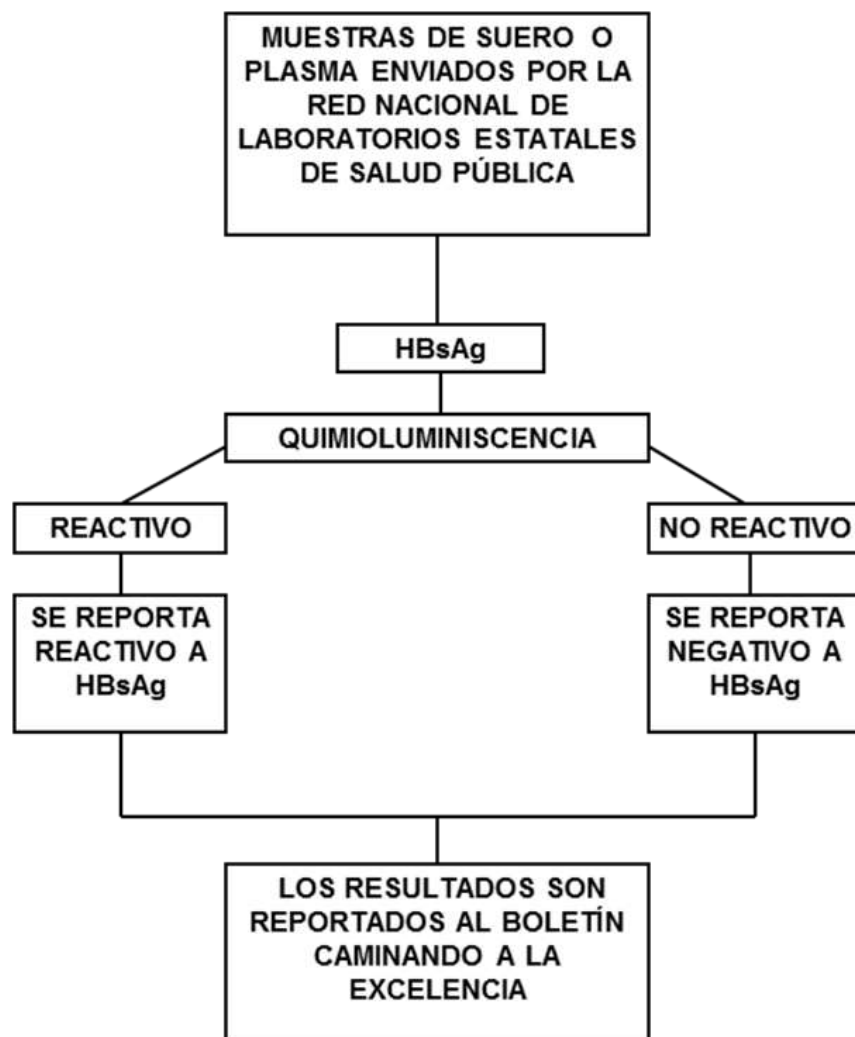 MUESTRAS DE SUERO O
PLASMA ENVIADOS POR LA
RED NACIONAL DE
LABORATORIOS ESTATALES
DE SALUD PÚBLICA
HBsAg
QUIMIOLUMINISCENCIA
REACTIVO
NO REACTIVO
SE REPORTA
REACTIVO A
HBsAg
SE REPORTA
NEGATIVO A
HBsAg
LOS RESULTADOS SON
REPORTADOS AL BOLETÍN
CAMINANDO A LA
EXCELENCIA